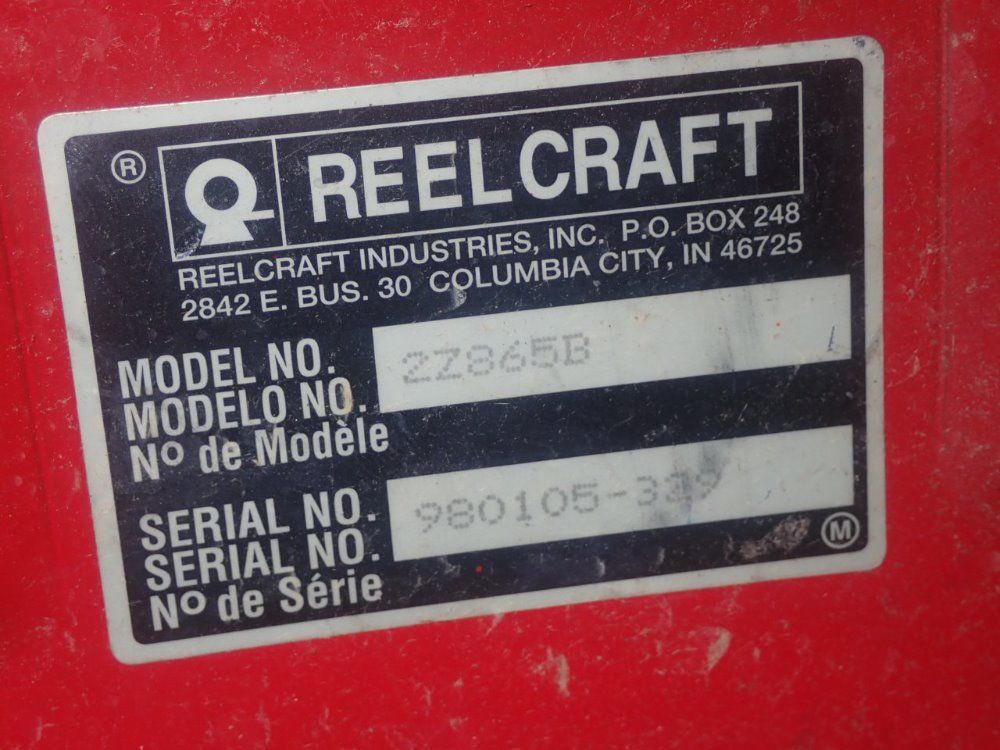 ® REELCRAFT
REELCRAFT INDUSTRIES, INC. P.O. BOX 248
2842 E. BUS. 30 COLUMBIA CITY, IN 46725
MODEL NO. 2Z865B
MODELO NO.
Nº de Modèle
SERIAL NO.
SERIAL NO.
Nº de Série
M